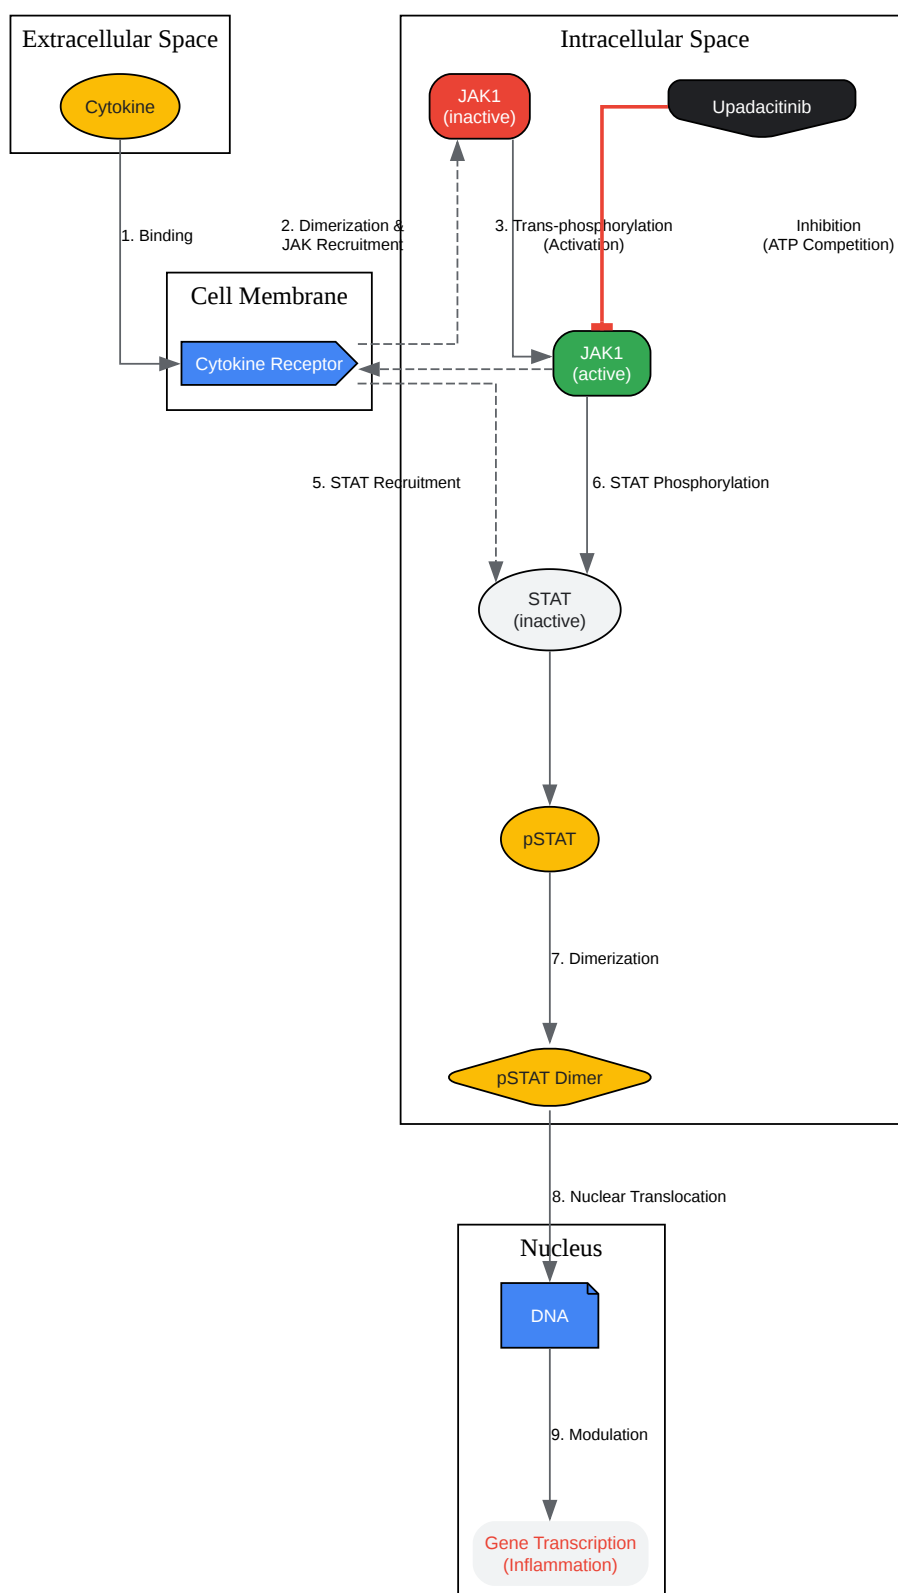 Extracellular Space
Intracellular Space
Cytokine
JAK1
(inactive)
Upadacitinib
1. Binding
2. Dimerization &
JAK Recruitment
3. Trans-phosphorylation
(Activation)
Inhibition
(ATP Competition)
Cell Membrane
Cytokine Receptor
JAK1
(active)
5. STAT Recruitment
6. STAT Phosphorylation
STAT
(inactive)
pSTAT
7. Dimerization
pSTAT Dimer
8. Nuclear Translocation
Nucleus
DNA
9. Modulation
Gene Transcription
(Inflammation)